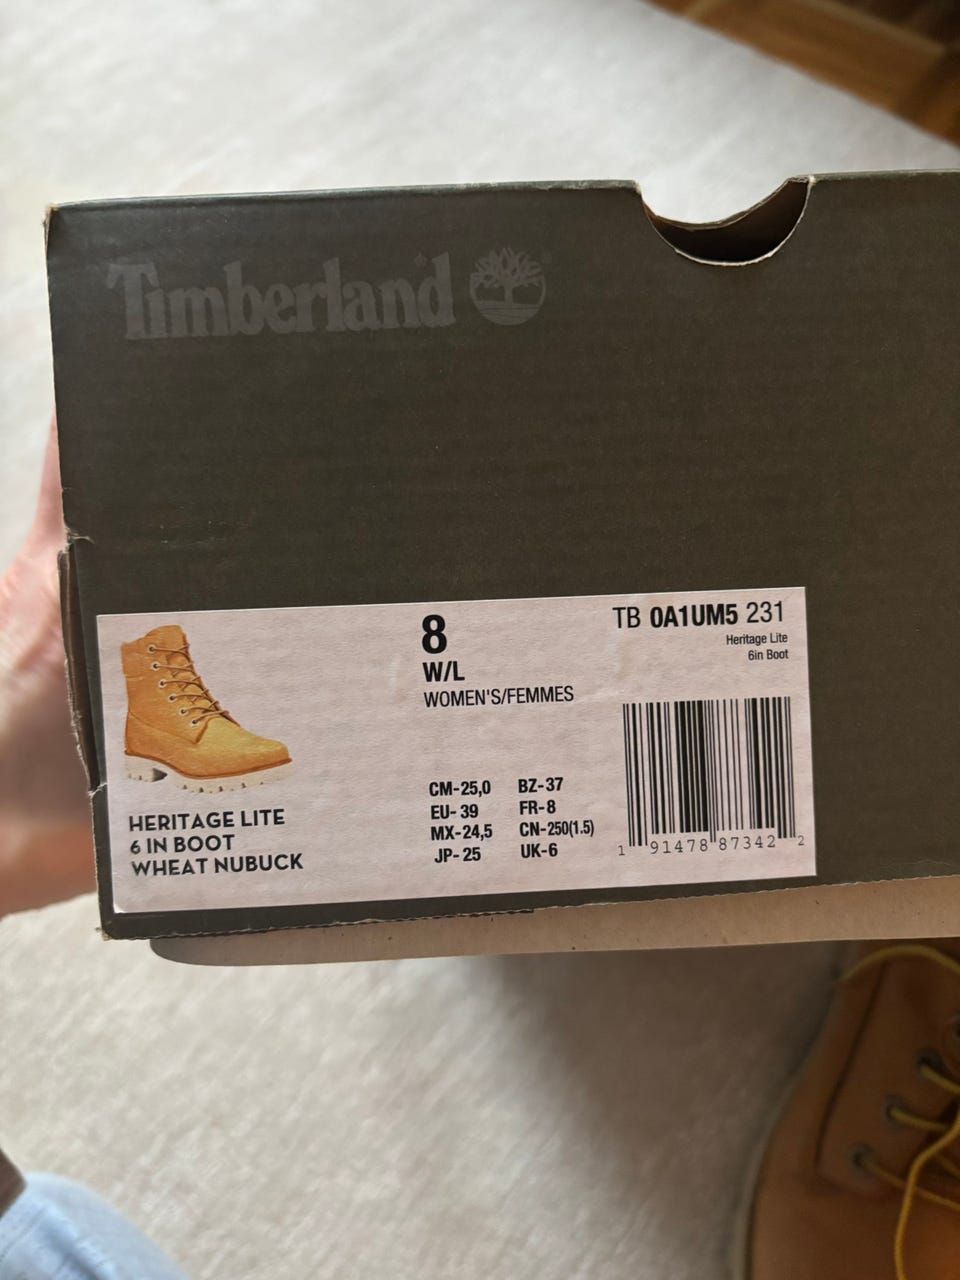 Timberland®
8
W/L
WOMEN'S/FEMMES
TB 0A1UM5 231
Heritage Lite
6in Boot
HERITAGE LITE
6 IN BOOT
WHEAT NUBUCK
CM-25,0 BZ-37
EU-39 FR-8
MX-24,5 CN-250(1.5)
JP-25 UK-6
1 91478 87342 2